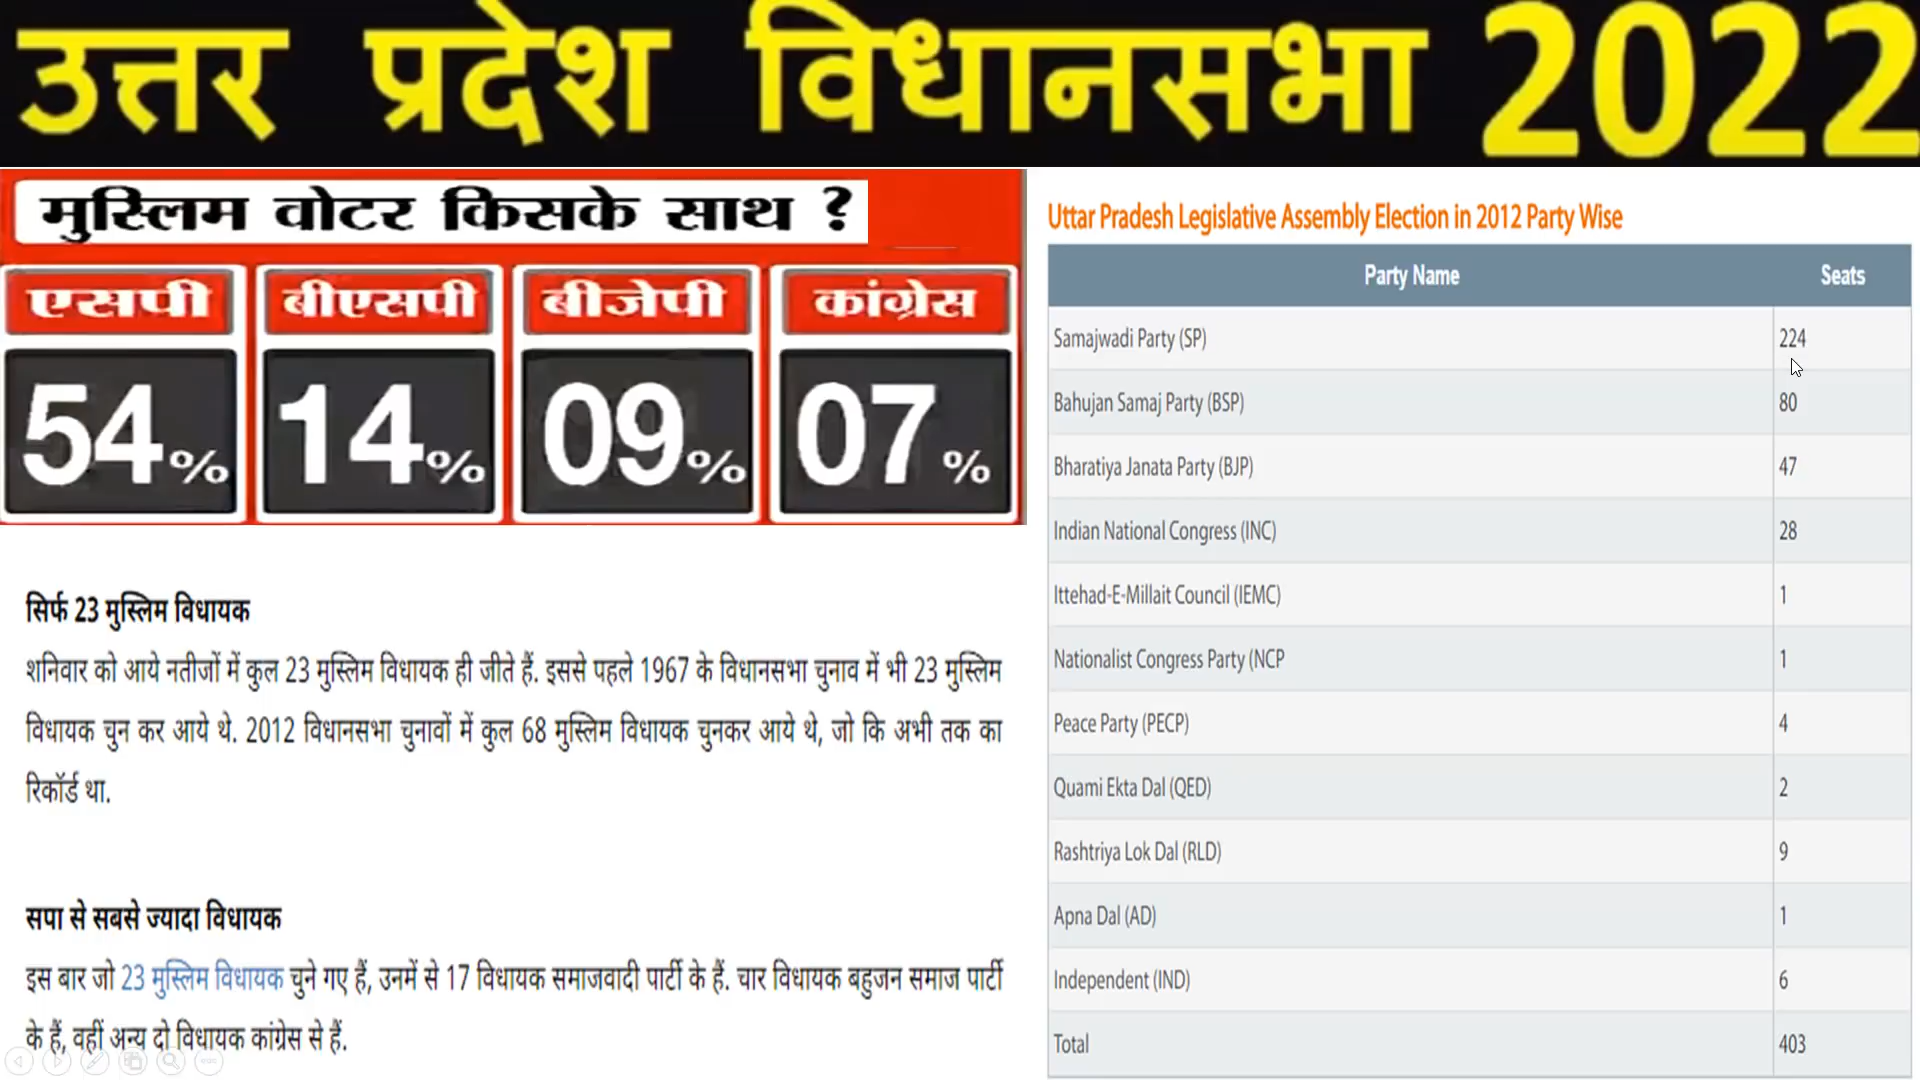 उत्तर प्रदेश विधानसभा 2022
मुस्लिम वोटर किसके साथ ?
एसपी बीएसपी बीजेपी कांग्रेस
54% 14% 09% 07%
सिर्फ 23 मुस्लिम विधायक
शनिवार को आये नतीजों में कुल 23 मुस्लिम विधायक ही जीते हैं. इससे पहले 1967 के विधानसभा चुनाव में भी 23 मुस्लिम
विधायक चुन कर आये थे. 2012 विधानसभा चुनावों में कुल 68 मुस्लिम विधायक चुनकर आये थे, जो कि अभी तक का
रिकॉर्ड था.
सपा से सबसे ज्यादा विधायक
इस बार जो 23 मुस्लिम विधायक चुने गए हैं, उनमें से 17 विधायक समाजवादी पार्टी के हैं. चार विधायक बहुजन समाज पार्टी
के हैं, वहीं अन्य दो विधायक कांग्रेस से हैं.
Uttar Pradesh Legislative Assembly Election in 2012 Party Wise
Party Name Seats
Samajwadi Party (SP) 224
Bahujan Samaj Party (BSP) 80
Bharatiya Janata Party (BJP) 47
Indian National Congress (INC) 28
Ittehad-E-Millait Council (IEMC) 1
Nationalist Congress Party (NCP 1
Peace Party (PECP) 4
Quami Ekta Dal (QED) 2
Rashtriya Lok Dal (RLD) 9
Apna Dal (AD) 1
Independent (IND) 6
Total 403